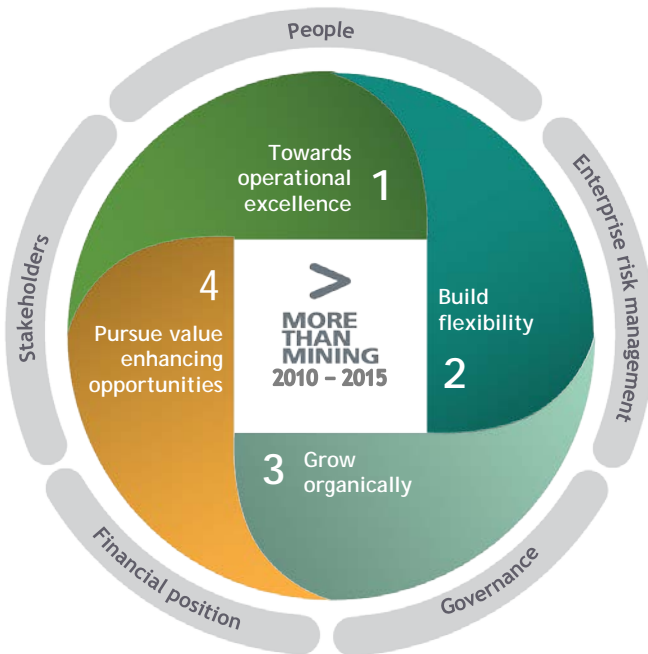 People
Towards
operational
excellence
1
Enterprise risk management
Stakeholders
4
Pursue value
enhancing
opportunities
>
MORE
THAN
MINING
2010 – 2015
Build
flexibility
2
3
Grow
organically
Financial position
Governance